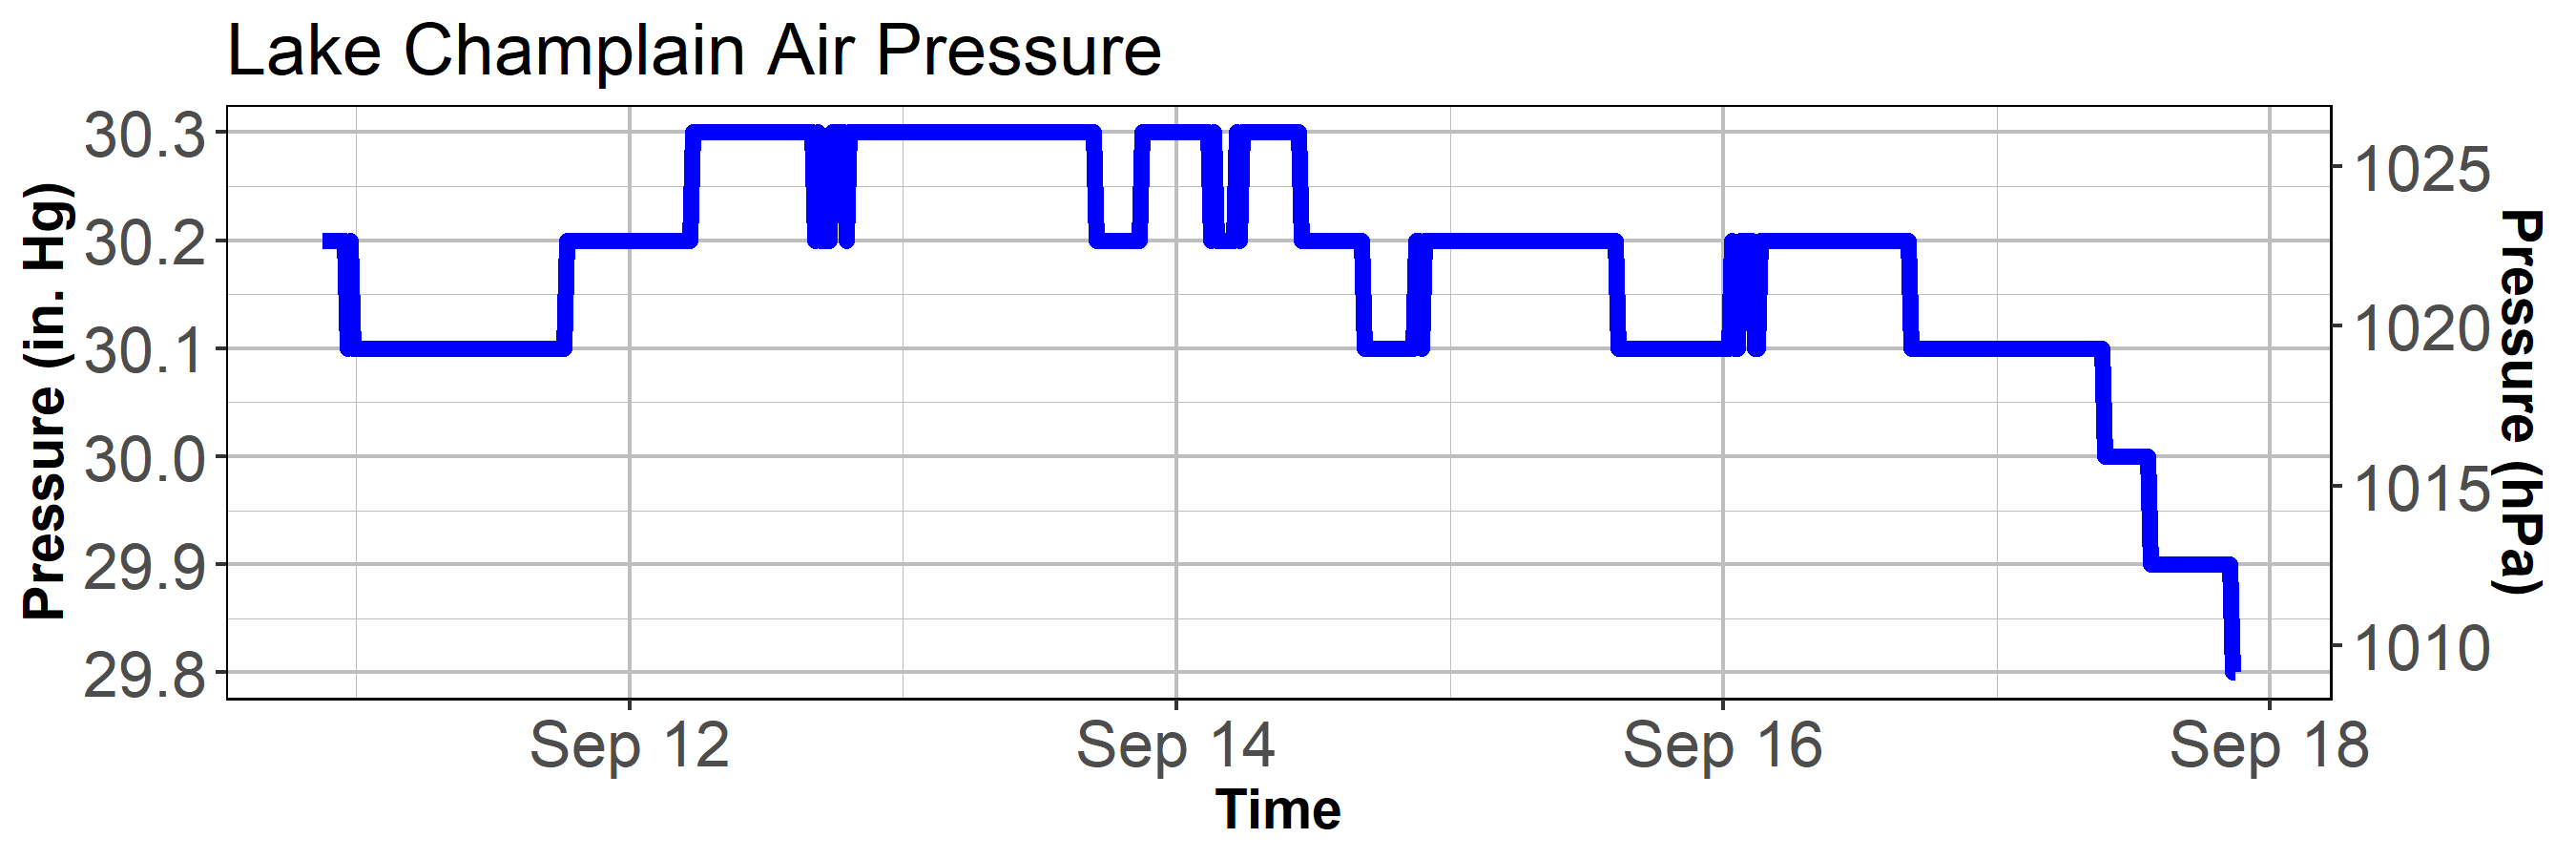 Lake Champlain Air Pressure
Pressure (in. Hg)
30.3
30.2
30.1
30.0
29.9
29.8
1025
1020
1015
1010
Pressure (hPa)
Sep 12 Sep 14 Sep 16 Sep 18
Time